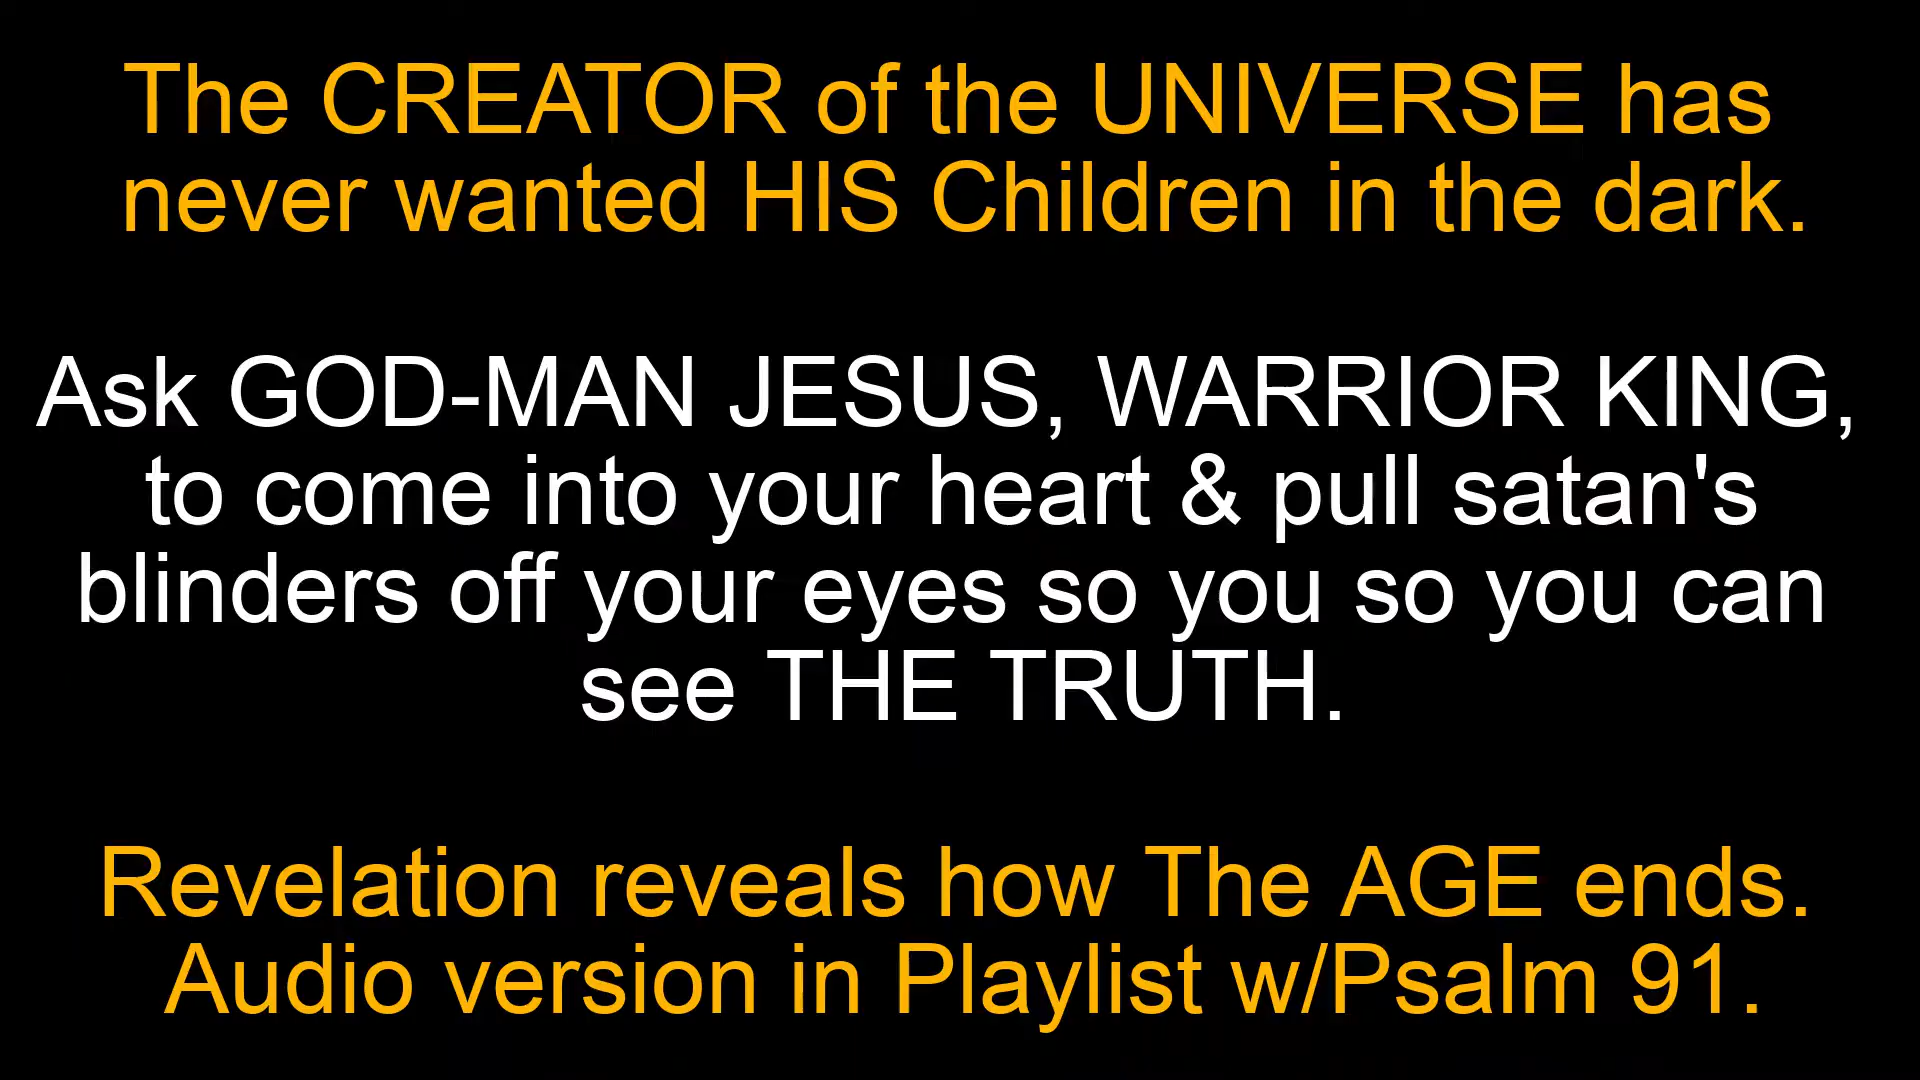 The CREATOR of the UNIVERSE has
never wanted HIS Children in the dark.
Ask GOD-MAN JESUS, WARRIOR KING,
to come into your heart & pull satan's
blinders off your eyes so you so you can
see THE TRUTH.
Revelation reveals how The AGE ends.
Audio version in Playlist w/Psalm 91.